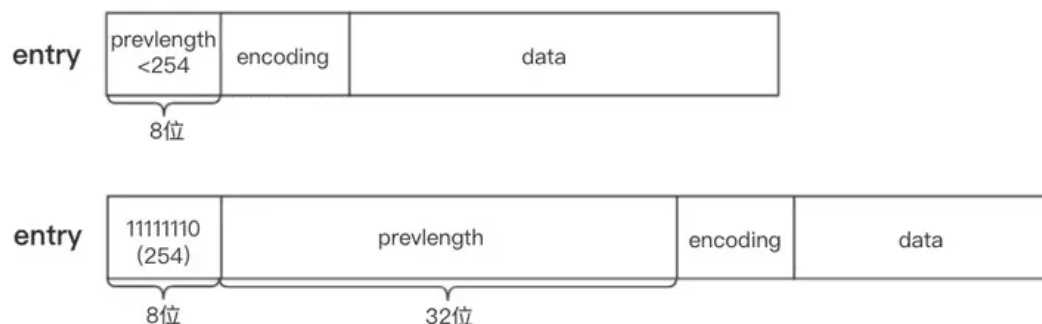 entry
prevlength
<254
encoding
data
8位
entry
11111110
(254)
prevlength
encoding
data
8位
32位